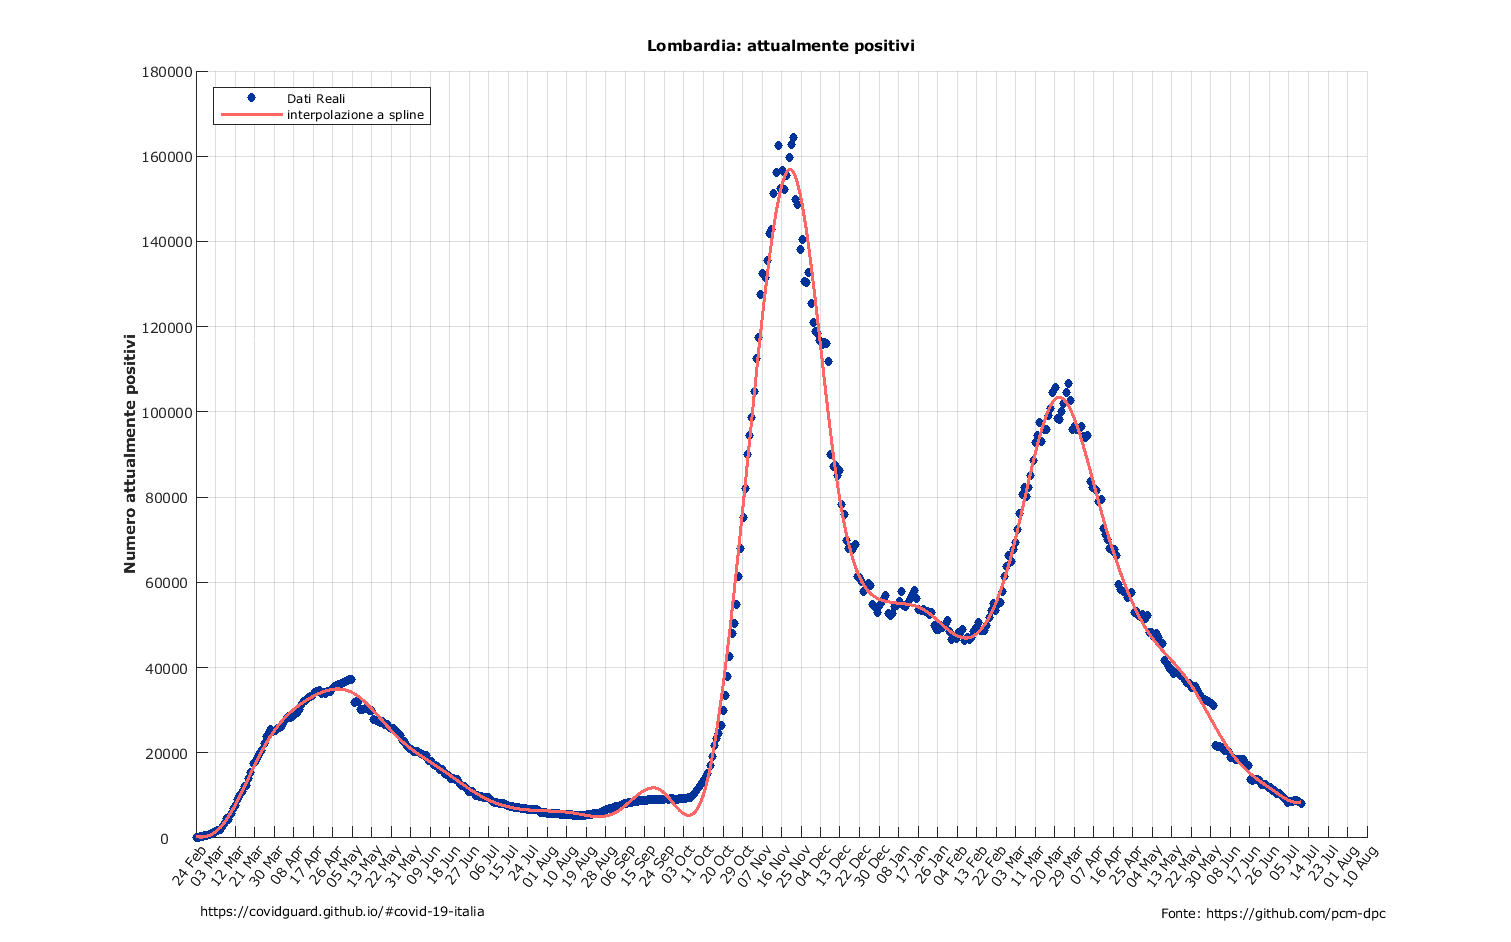 Lombardia: attualmente positivi
Dati Reali
interpolazione a spline
Numero attualmente positivi
180000
160000
140000
120000
100000
80000
60000
40000
20000
0
24 Feb
03 Mar
12 Mar
21 Mar
30 Mar
08 Apr
17 Apr
26 Apr
05 May
13 May
22 May
31 May
09 Jun
18 Jun
27 Jun
06 Jul
15 Jul
24 Jul
01 Aug
10 Aug
19 Aug
28 Aug
06 Sep
15 Sep
24 Sep
03 Oct
11 Oct
20 Oct
29 Oct
07 Nov
16 Nov
25 Nov
04 Dec
13 Dec
22 Dec
30 Dec
08 Jan
17 Jan
26 Jan
04 Feb
13 Feb
22 Feb
03 Mar
11 Mar
20 Mar
29 Mar
07 Apr
16 Apr
25 Apr
04 May
13 May
22 May
30 May
08 Jun
17 Jun
26 Jun
05 Jul
14 Jul
23 Jul
01 Aug
10 Aug
https://covidguard.github.io/#covid-19-italia
Fonte: https://github.com/pcm-dpc